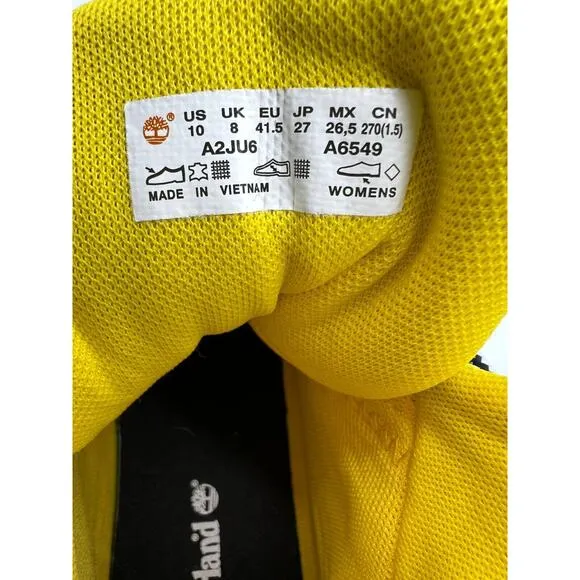 US UK EU JP MX CN
10 8 41.5 27 26,5 270(1.5)
A2JU6 A6549
MADE IN VIETNAM WOMENS
rland